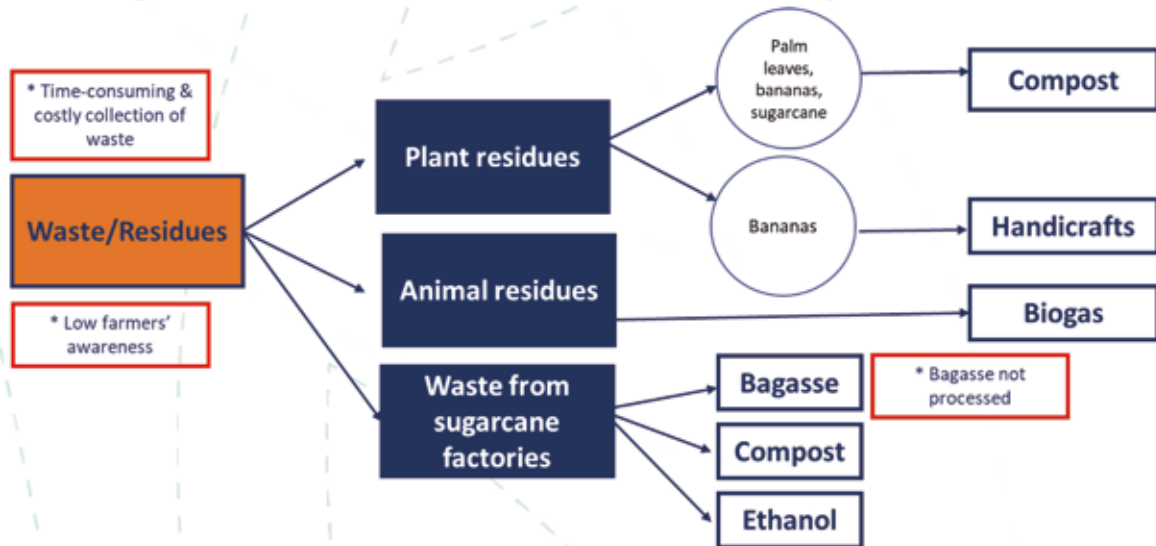 * Time-consuming &
costly collection of
waste
Waste/Residues
* Low farmers'
awareness
Plant residues
Animal residues
Waste from
sugarcane
factories
Palm
leaves,
bananas,
sugarcane
Bananas
Compost
Handicrafts
Biogas
Bagasse
* Bagasse not
processed
Compost
Ethanol